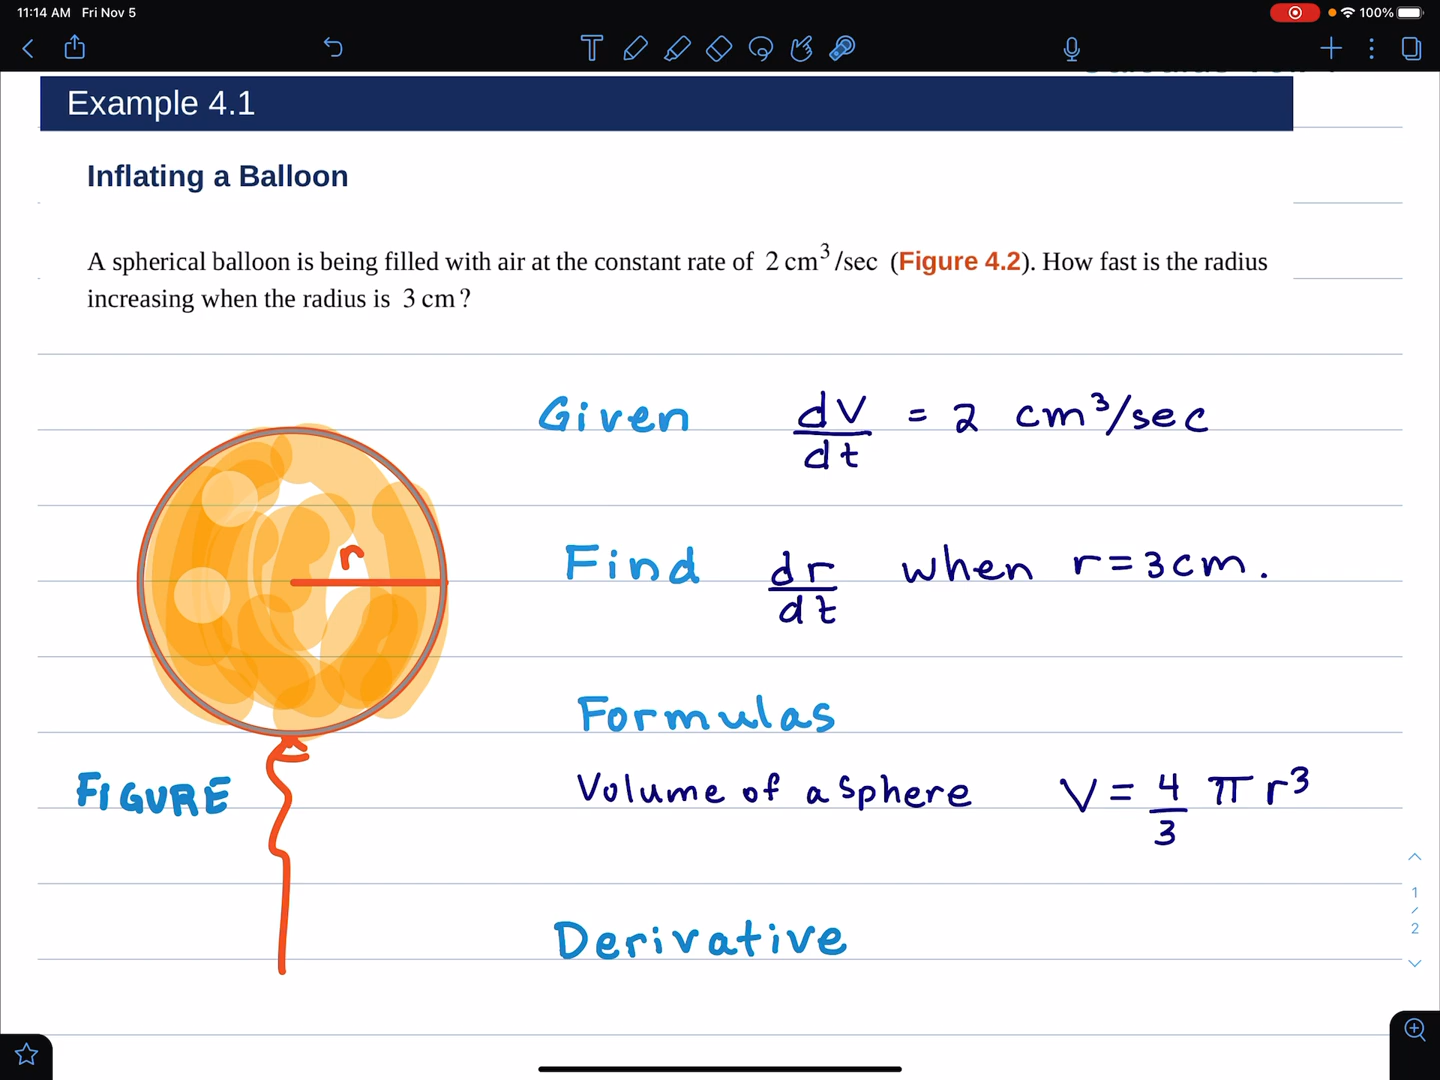 11:14 AM Fri Nov 5
100%
Example 4.1
Inflating a Balloon
A spherical balloon is being filled with air at the constant rate of 2 cm³/sec (Figure 4.2). How fast is the radius
increasing when the radius is 3 cm?
Given dV/dt = 2 cm³/sec
r
Find dr/dt when r=3cm.
Formulas
FIGURE
Volume of a sphere V = 4/3 π r³
Derivative
1
/
2